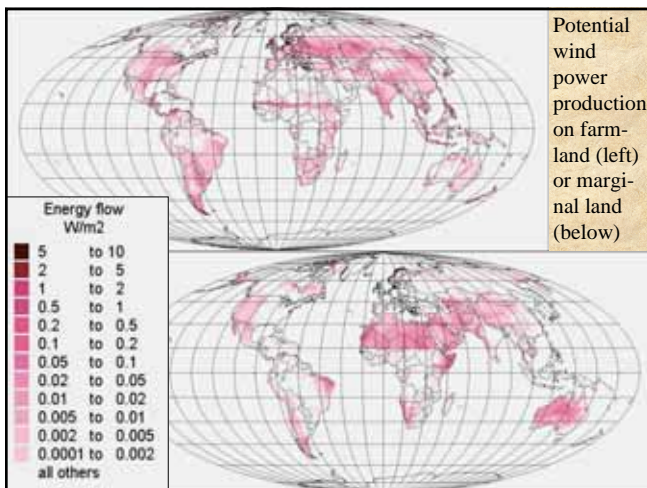 Potential
wind
power
production
on farm-
land (left)
or margi-
nal land
(below)
Energy flow
W/m2
5 to 10
2 to 5
1 to 2
0.5 to 1
0.2 to 0.5
0.1 to 0.2
0.05 to 0.1
0.02 to 0.05
0.01 to 0.02
0.005 to 0.01
0.002 to 0.005
0.0001 to 0.002
all others